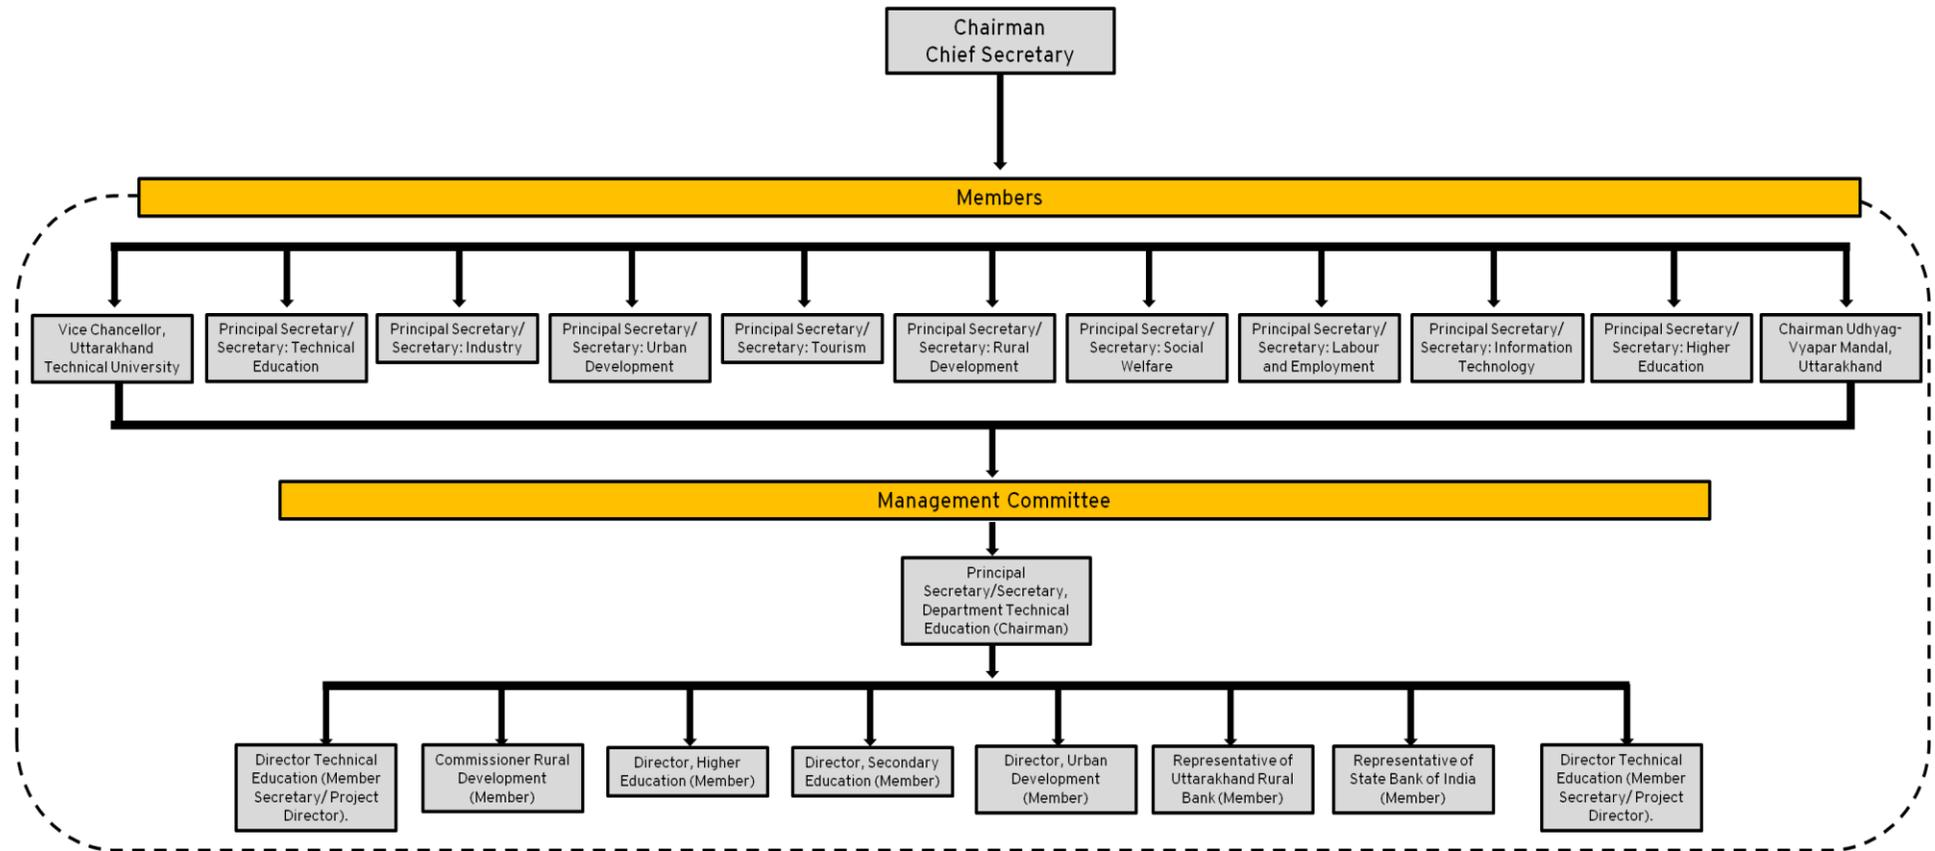 Chairman
Chief Secretary
Members
Vice Chancellor,
Uttarakhand
Technical University
Principal Secretary/
Secretary: Technical
Education
Principal Secretary/
Secretary: Industry
Principal Secretary/
Secretary: Urban
Development
Principal Secretary/
Secretary: Tourism
Principal Secretary/
Secretary: Rural
Development
Principal Secretary/
Secretary: Social
Welfare
Principal Secretary/
Secretary: Labour
and Employment
Principal Secretary/
Secretary: Information
Technology
Principal Secretary/
Secretary: Higher
Education
Chairman Udhyag-
Vyapar Mandal,
Uttarakhand
Management Committee
Principal
Secretary/Secretary,
Department Technical
Education (Chairman)
Director Technical
Education (Member
Secretary/ Project
Director).
Commissioner Rural
Development
(Member)
Director, Higher
Education (Member)
Director, Secondary
Education (Member)
Director, Urban
Development
(Member)
Representative of
Uttarakhand Rural
Bank (Member)
Representative of
State Bank of India
(Member)
Director Technical
Education (Member
Secretary/ Project
Director).